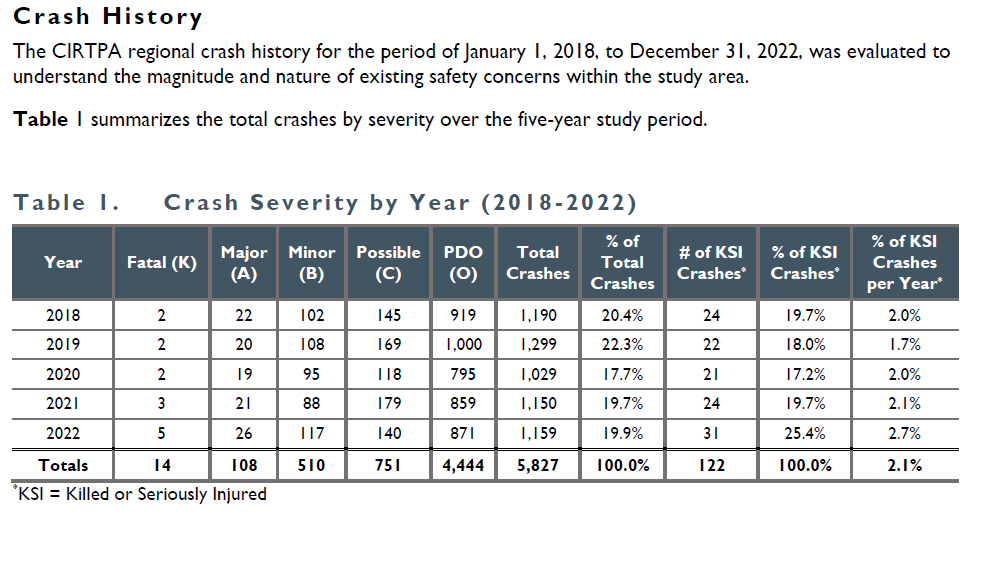 Crash History
The CIRTPA regional crash history for the period of January 1, 2018, to December 31, 2022, was evaluated to
understand the magnitude and nature of existing safety concerns within the study area.
Table 1 summarizes the total crashes by severity over the five-year study period.
Table 1. Crash Severity by Year (2018-2022)
Year Fatal (K) Major (A) Minor (B) Possible (C) PDO (O) Total Crashes % of Total Crashes # of KSI Crashes* % of KSI Crashes* % of KSI Crashes per Year*
2018 2 22 102 145 919 1,190 20.4% 24 19.7% 2.0%
2019 2 20 108 169 1,000 1,299 22.3% 22 18.0% 1.7%
2020 2 19 95 118 795 1,029 17.7% 21 17.2% 2.0%
2021 3 21 88 179 859 1,150 19.7% 24 19.7% 2.1%
2022 5 26 117 140 871 1,159 19.9% 31 25.4% 2.7%
Totals 14 108 510 751 4,444 5,827 100.0% 122 100.0% 2.1%
*KSI = Killed or Seriously Injured